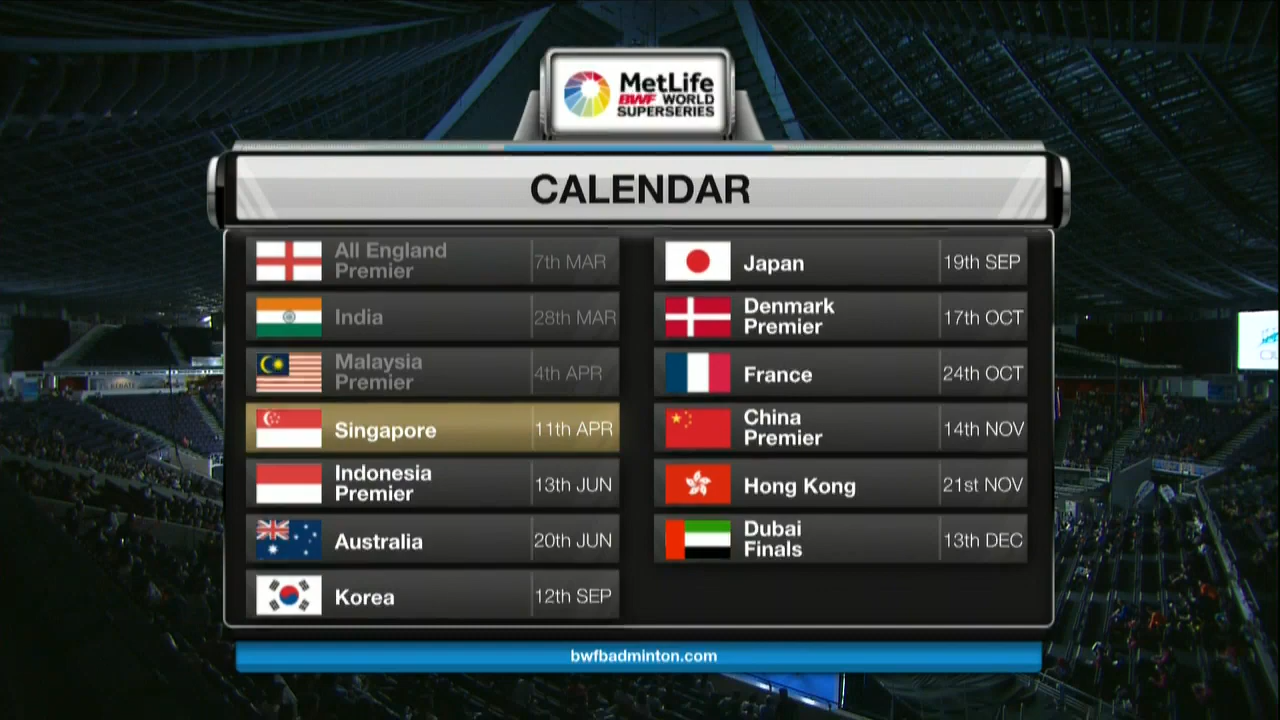 MetLife
BWF WORLD
SUPERSERIES
CALENDAR
All England
Premier
7th MAR
India
28th MAR
Malaysia
Premier
4th APR
Singapore
11th APR
Indonesia
Premier
13th JUN
Australia
20th JUN
Korea
12th SEP
Japan
19th SEP
Denmark
Premier
17th OCT
France
24th OCT
China
Premier
14th NOV
Hong Kong
21st NOV
Dubai
Finals
13th DEC
bwfbadminton.com